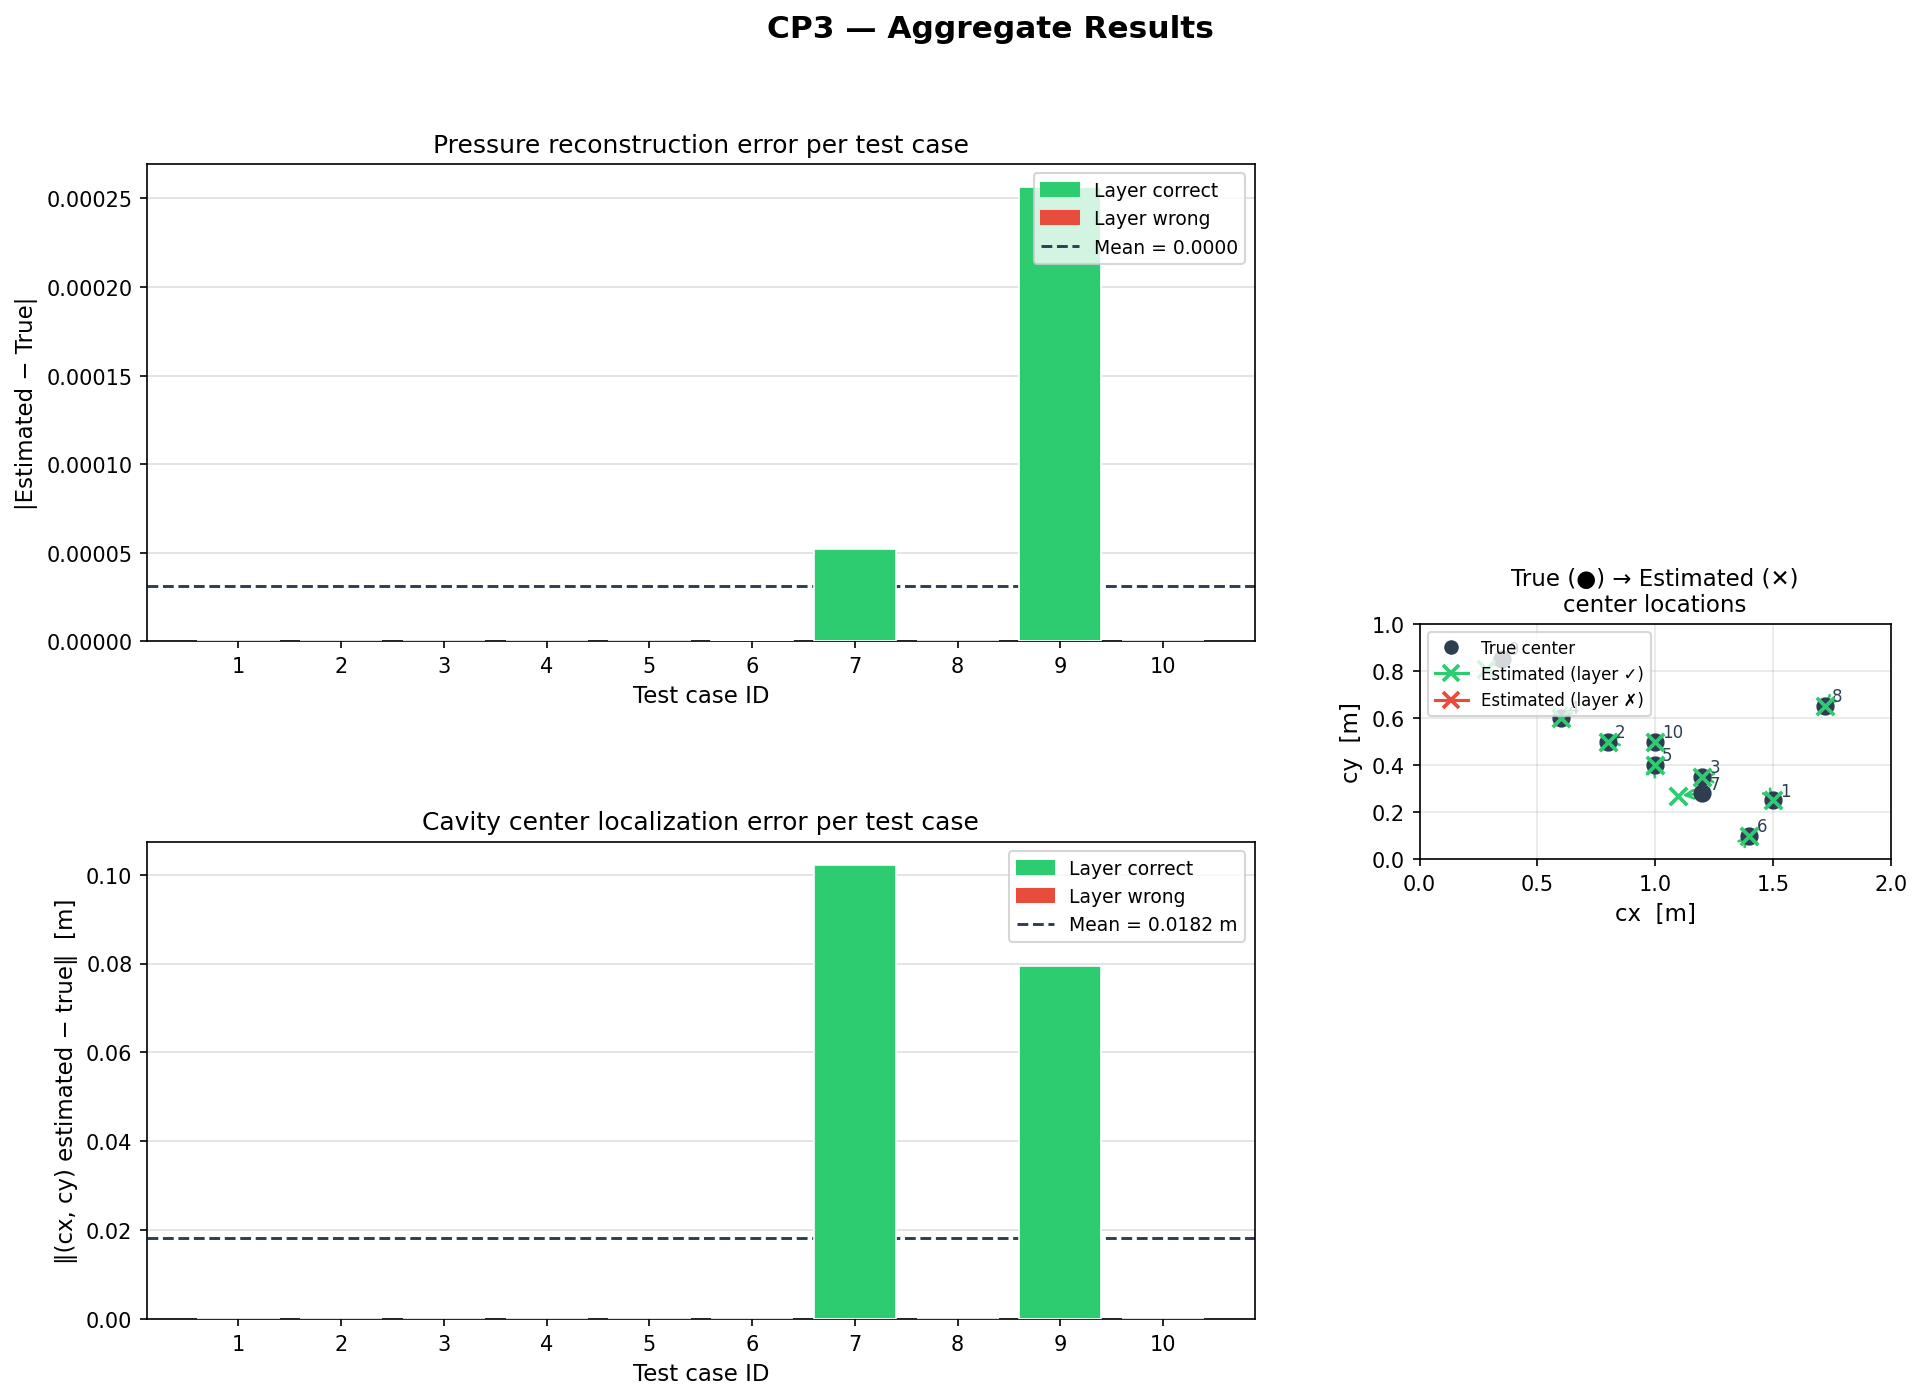 CP3 — Aggregate Results
Pressure reconstruction error per test case
|Estimated − True|
0.00025
0.00020
0.00015
0.00010
0.00005
0.00000
Layer correct
Layer wrong
Mean = 0.0000
1 2 3 4 5 6 7 8 9 10
Test case ID
Cavity center localization error per test case
‖(cx, cy) estimated − true‖ [m]
0.10
0.08
0.06
0.04
0.02
0.00
Layer correct
Layer wrong
Mean = 0.0182 m
1 2 3 4 5 6 7 8 9 10
Test case ID
True (●) → Estimated (✕)
center locations
cy [m]
1.0
0.8
0.6
0.4
0.2
0.0
True center
Estimated (layer ✓)
Estimated (layer ✗)
8
2
10
5
3
7
1
6
0.0 0.5 1.0 1.5 2.0
cx [m]